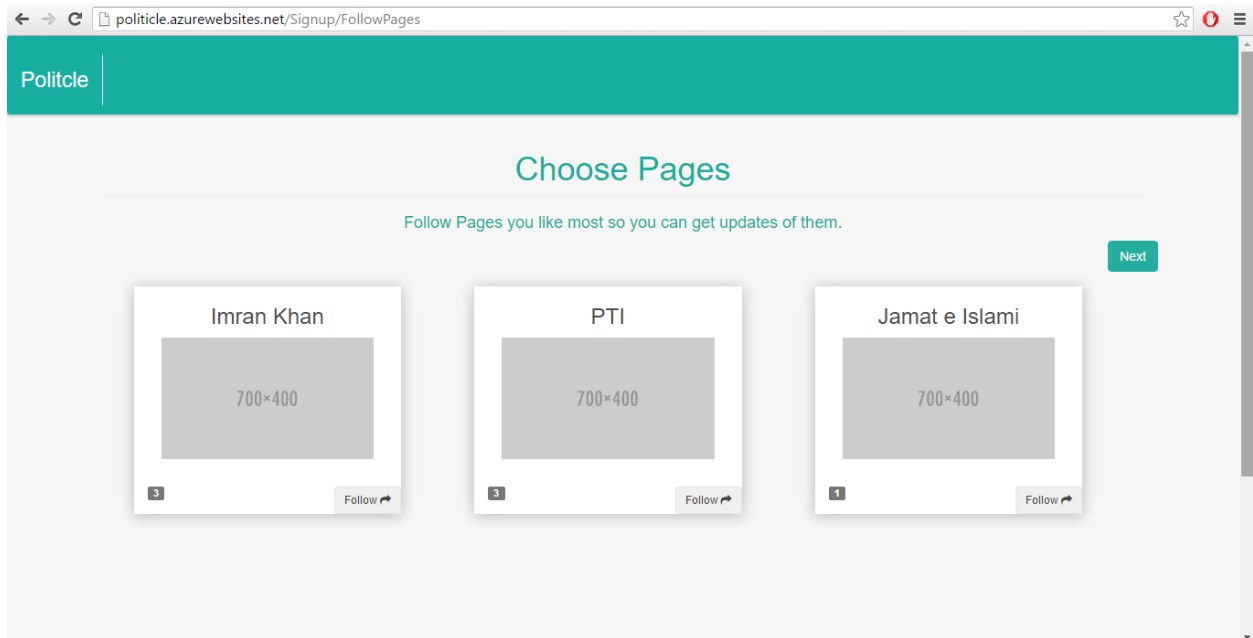 politicle.azurewebsites.net/Signup/FollowPages
Politcle
Choose Pages
Follow Pages you like most so you can get updates of them.
Next
Imran Khan
PTI
Jamat e Islami
700×400
700×400
700×400
3
Follow
3
Follow
1
Follow